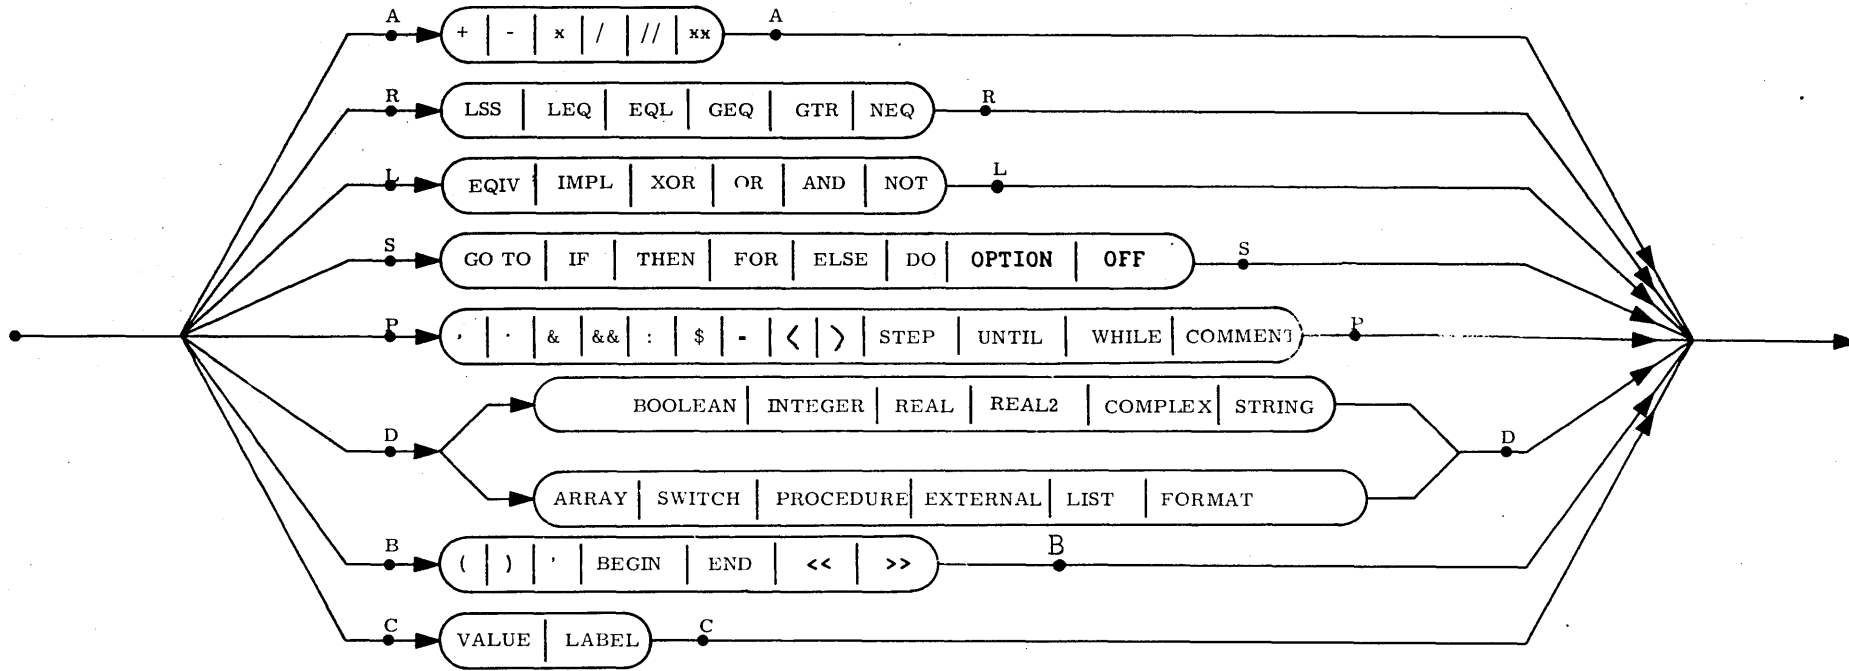 A + | - | x | / | // | xx A
R LSS | LEQ | EQL | GEQ | GTR | NEQ R
L EQIV | IMPL | XOR | OR | AND | NOT L
S GO TO | IF | THEN | FOR | ELSE | DO | OPTION | OFF S
P , | . | & | && | : | $ | = | < | > | STEP | UNTIL | WHILE | COMMENT P
BOOLEAN | INTEGER | REAL | REAL2 | COMPLEX | STRING
D D
ARRAY | SWITCH | PROCEDURE | EXTERNAL | LIST | FORMAT
B ( | ) | ' | BEGIN | END | << | >> B
C VALUE | LABEL C